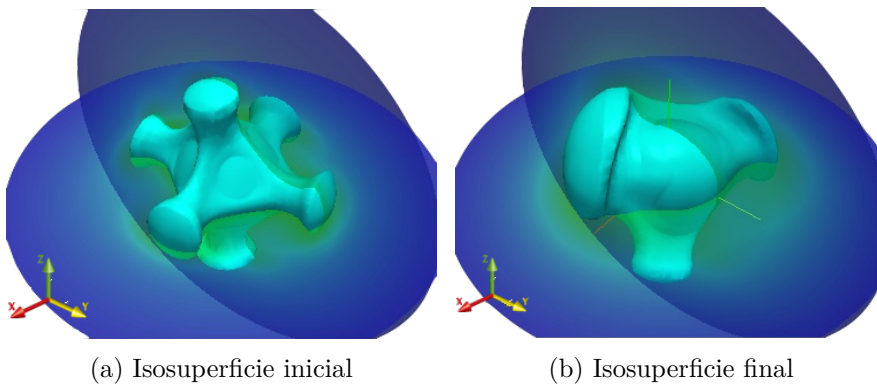 Z
X
Y
Z
X
Y
(a) Isosuperficie inicial
(b) Isosuperficie final